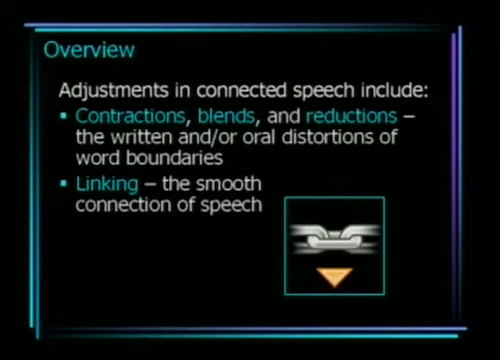 Overview
Adjustments in connected speech include:
▪ Contractions, blends, and reductions –
the written and/or oral distortions of
word boundaries
▪ Linking – the smooth
connection of speech